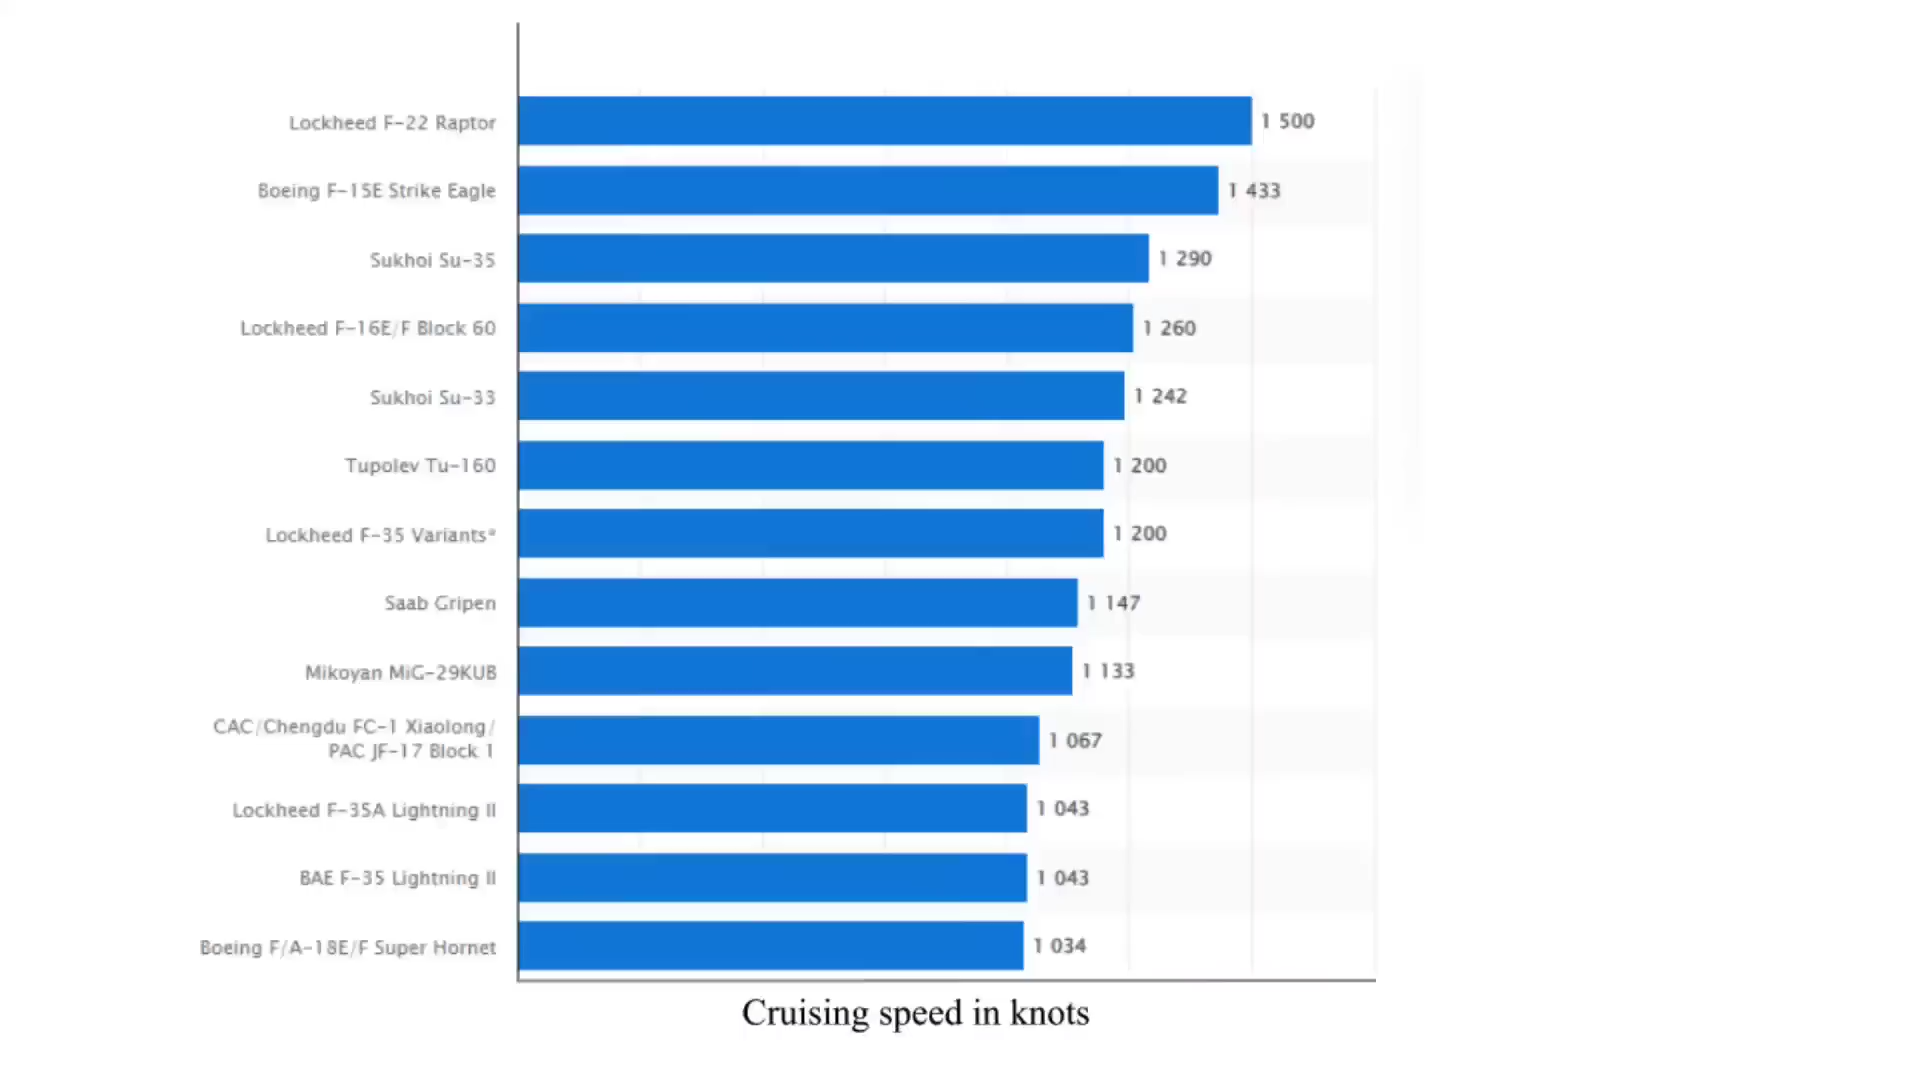 Lockheed F-22 Raptor 1 500
Boeing F-15E Strike Eagle 1 433
Sukhoi Su-35 1 290
Lockheed F-16E/F Block 60 1 260
Sukhoi Su-33 1 242
Tupolev Tu-160 1 200
Lockheed F-35 Variants* 1 200
Saab Gripen 1 147
Mikoyan MiG-29KUB 1 133
CAC/Chengdu FC-1 Xiaolong/
PAC JF-17 Block 1 1 067
Lockheed F-35A Lightning II 1 043
BAE F-35 Lightning II 1 043
Boeing F/A-18E/F Super Hornet 1 034
Cruising speed in knots